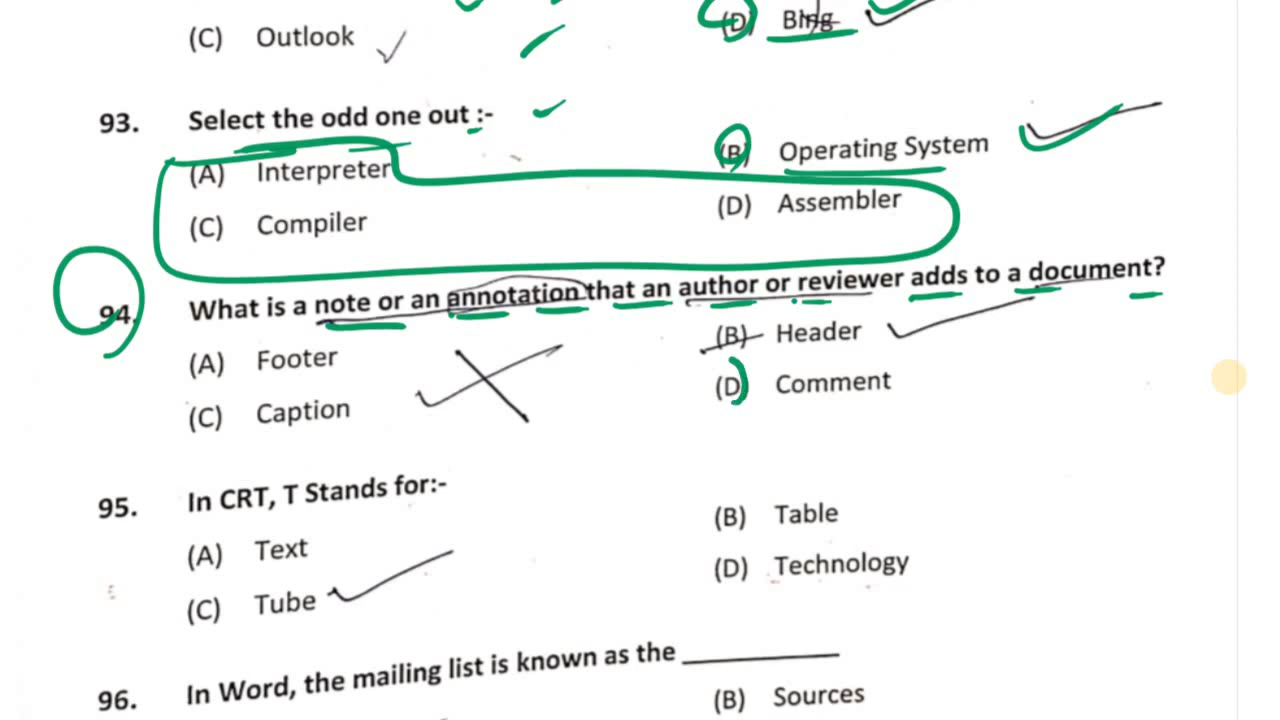 (C) Outlook
(D) Bing
93. Select the odd one out :-
(A) Interpreter
(B) Operating System
(C) Compiler
(D) Assembler
94. What is a note or an annotation that an author or reviewer adds to a document?
(A) Footer
(B) Header
(C) Caption
(D) Comment
95. In CRT, T Stands for:-
(A) Text
(B) Table
(C) Tube
(D) Technology
96. In Word, the mailing list is known as the __________
(B) Sources